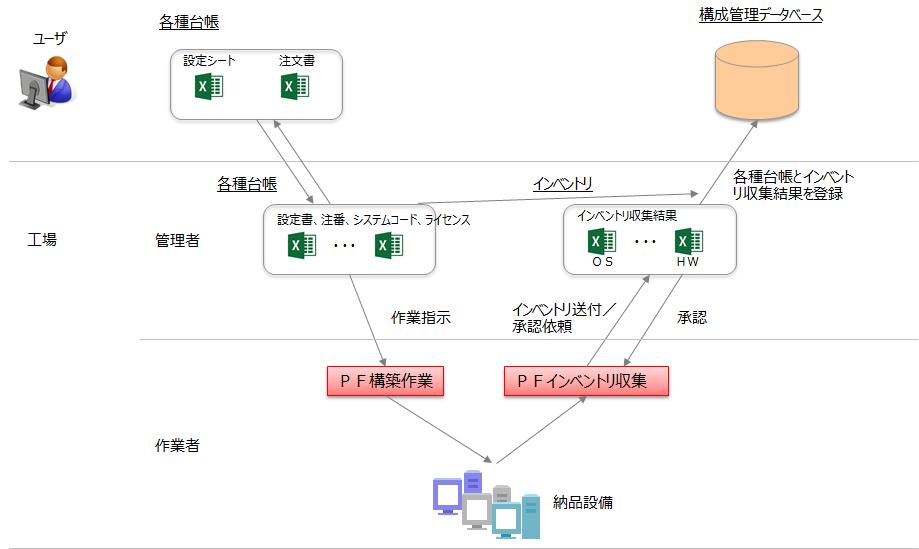 ユーザ
各種台帳
設定シート
注文書
構成管理データベース
工場
管理者
各種台帳
設定書、注番、システムコード、ライセンス
・・・
インベントリ
インベントリ収集結果
・・・
ＯＳ
ＨＷ
各種台帳とインベント
リ収集結果を登録
作業指示
インベントリ送付／
承認依頼
承認
作業者
ＰＦ構築作業
ＰＦインベントリ収集
納品設備